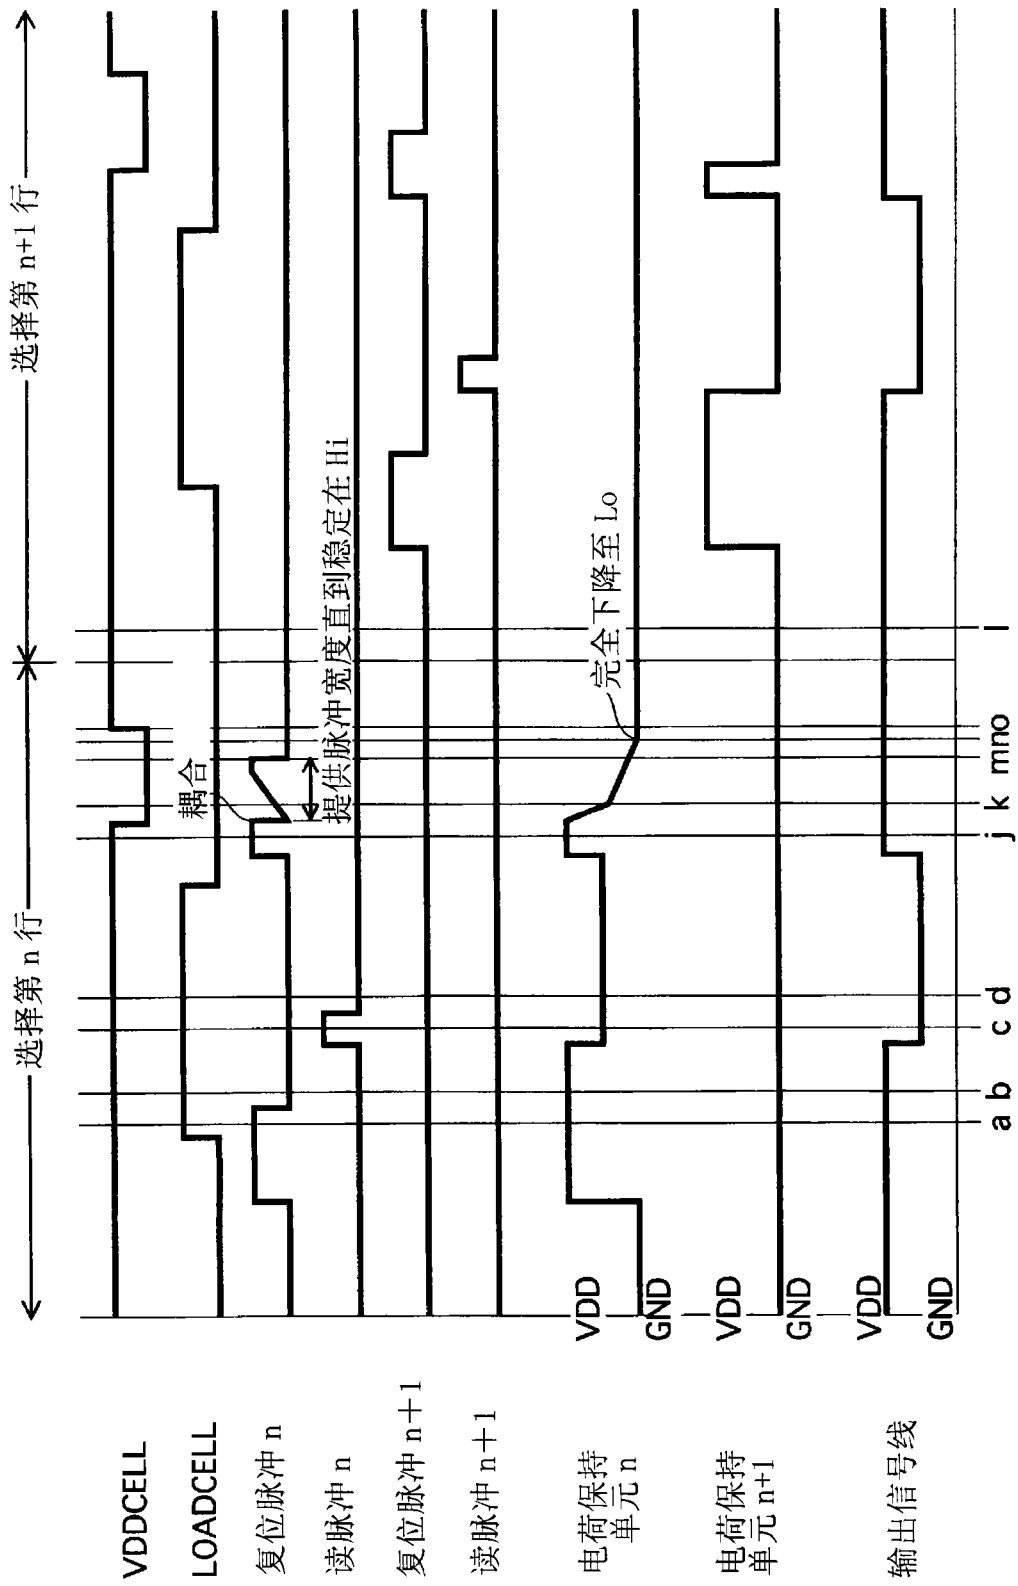 选择第 n 行
选择第 n+1 行
VDDCELL
LOADCELL
耦合
复位脉冲 n
提供脉冲宽度直到稳定在 Hi
读脉冲 n
复位脉冲 n+1
读脉冲 n+1
完全下降至 Lo
电荷保持
单元 n
VDD
GND
电荷保持
单元 n+1
VDD
GND
输出信号线
VDD
GND
a b c d j k m n o l